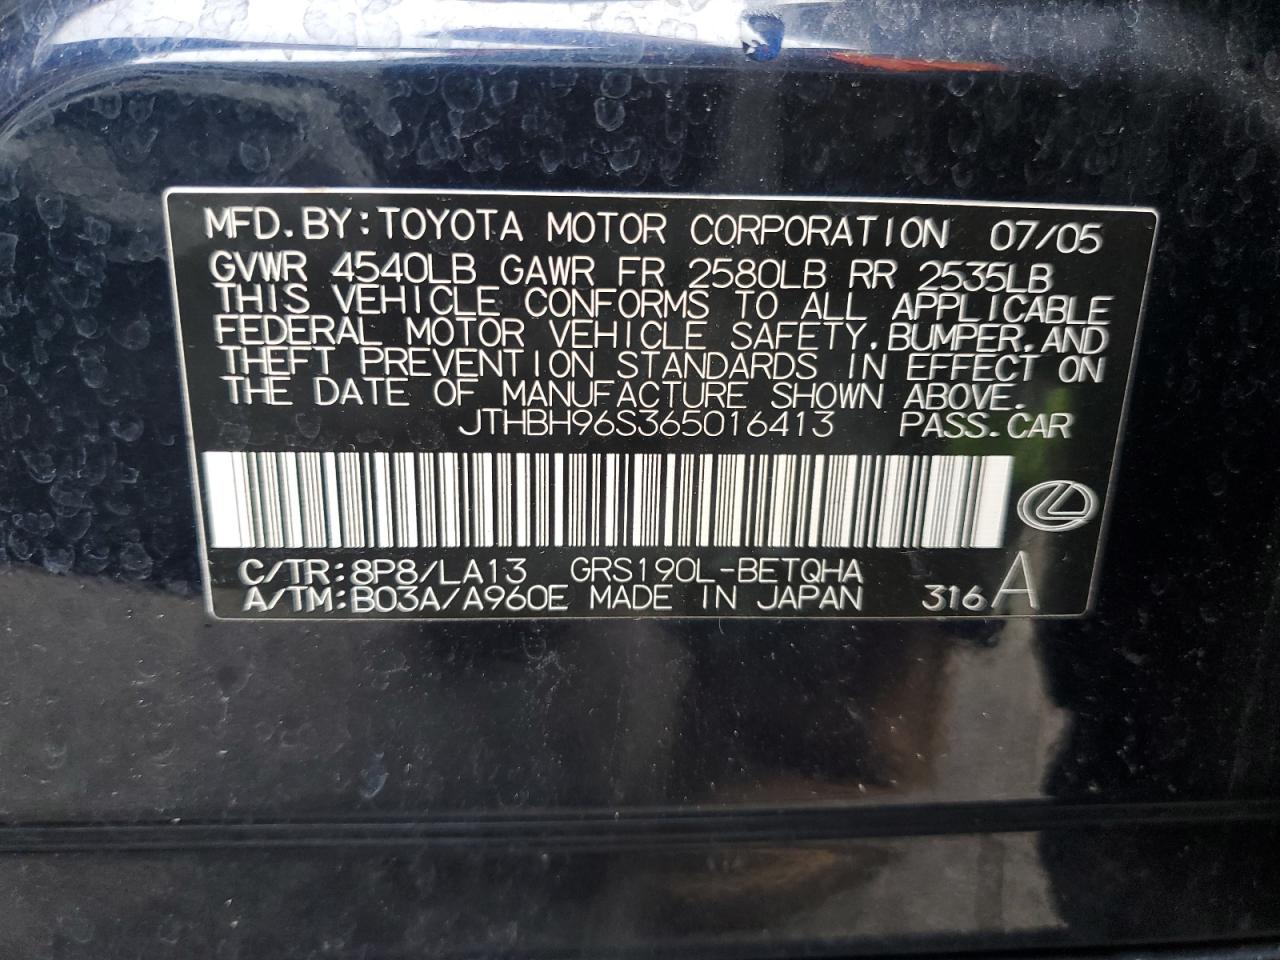 MFD.BY:TOYOTA MOTOR CORPORATION 07/05
GVWR 4540LB GAWR FR 2580LB RR 2535LB
THIS VEHICLE CONFORMS TO ALL APPLICABLE
FEDERAL MOTOR VEHICLE SAFETY,BUMPER,AND
THEFT PREVENTION STANDARDS IN EFFECT ON
THE DATE OF MANUFACTURE SHOWN ABOVE.
JTHBH96S365016413 PASS.CAR
C/TR:8P8/LA13 GRS190L-BETQHA
A/TM:B03A/A960E MADE IN JAPAN 316A